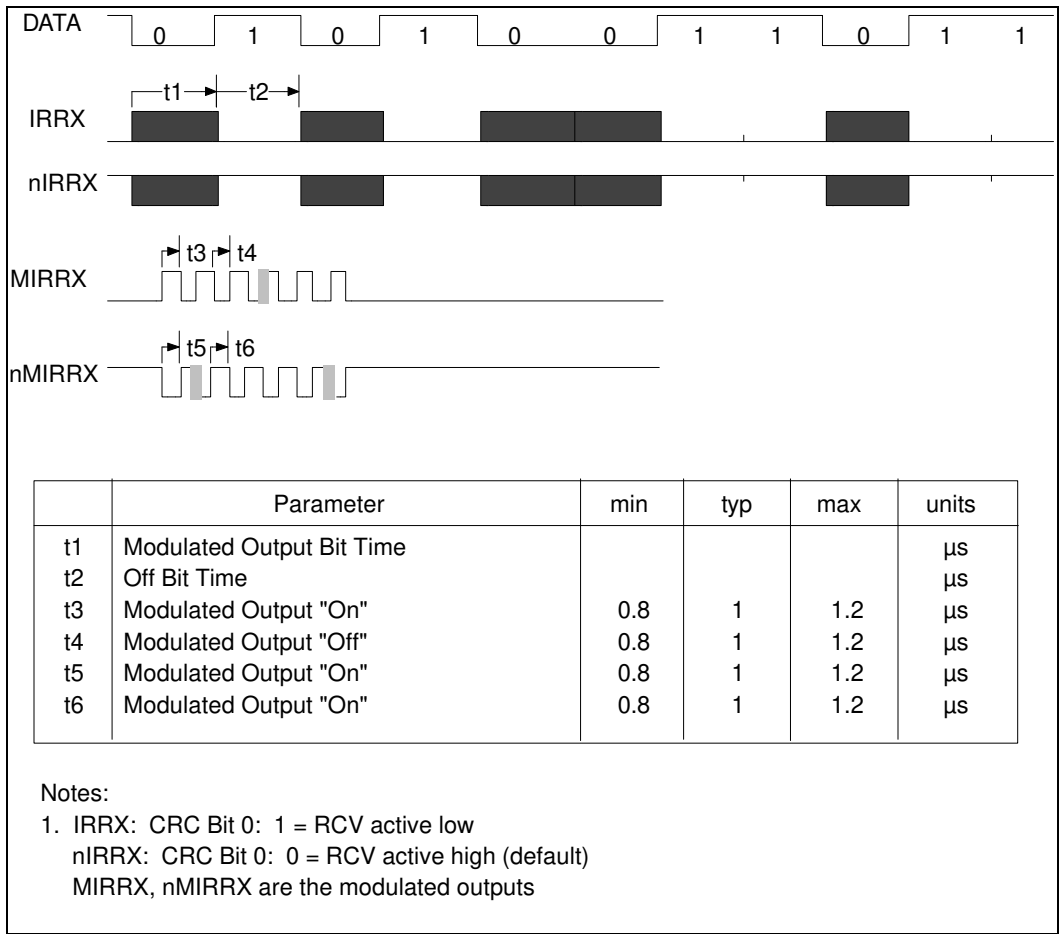 DATA 0 1 0 1 0 0 1 1 0 1 1
t1 t2
IRRX
nIRRX
t3 t4
MIRRX
t5 t6
nMIRRX
Parameter min typ max units
t1 Modulated Output Bit Time µs
t2 Off Bit Time µs
t3 Modulated Output "On" 0.8 1 1.2 µs
t4 Modulated Output "Off" 0.8 1 1.2 µs
t5 Modulated Output "On" 0.8 1 1.2 µs
t6 Modulated Output "On" 0.8 1 1.2 µs
Notes:
1. IRRX: CRC Bit 0: 1 = RCV active low
nIRRX: CRC Bit 0: 0 = RCV active high (default)
MIRRX, nMIRRX are the modulated outputs